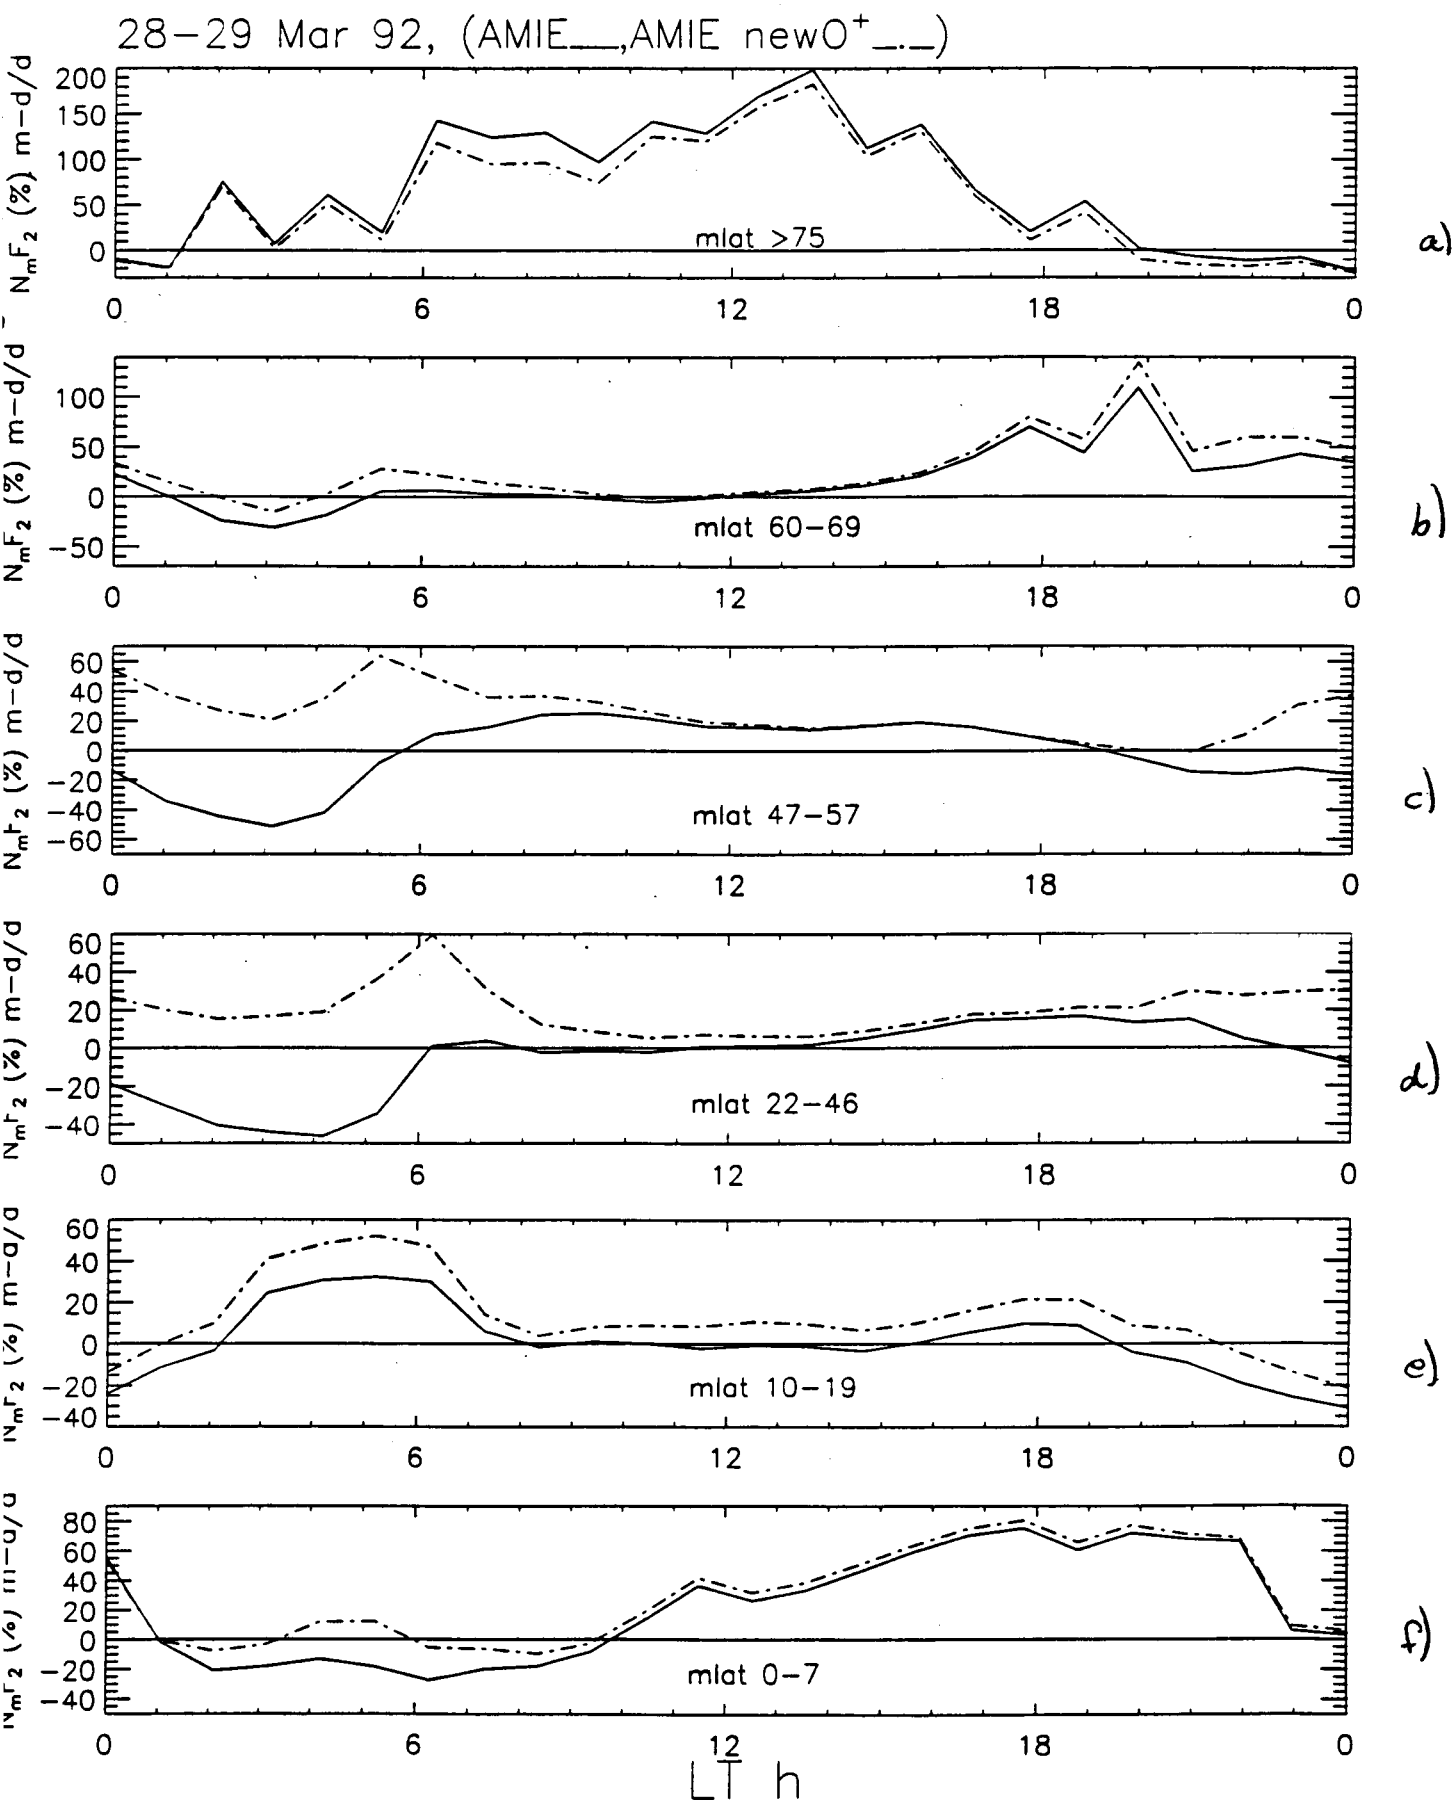 28-29 Mar 92, (AMIE__,AMIE newO+_._)
NmF2 (%) m-d/d
200
150
100
50
0
mlat >75
a)
0 6 12 18 0
NmF2 (%) m-d/d
100
50
0
-50
mlat 60-69
b)
0 6 12 18 0
NmF2 (%) m-d/d
60
40
20
0
-20
-40
-60
mlat 47-57
c)
0 6 12 18 0
NmF2 (%) m-d/d
60
40
20
0
-20
-40
mlat 22-46
d)
0 6 12 18 0
NmF2 (%) m-d/d
60
40
20
0
-20
-40
mlat 10-19
e)
0 6 12 18 0
NmF2 (%) m-d/d
80
60
40
20
0
-20
-40
mlat 0-7
f)
0 6 12 18 0
LT h